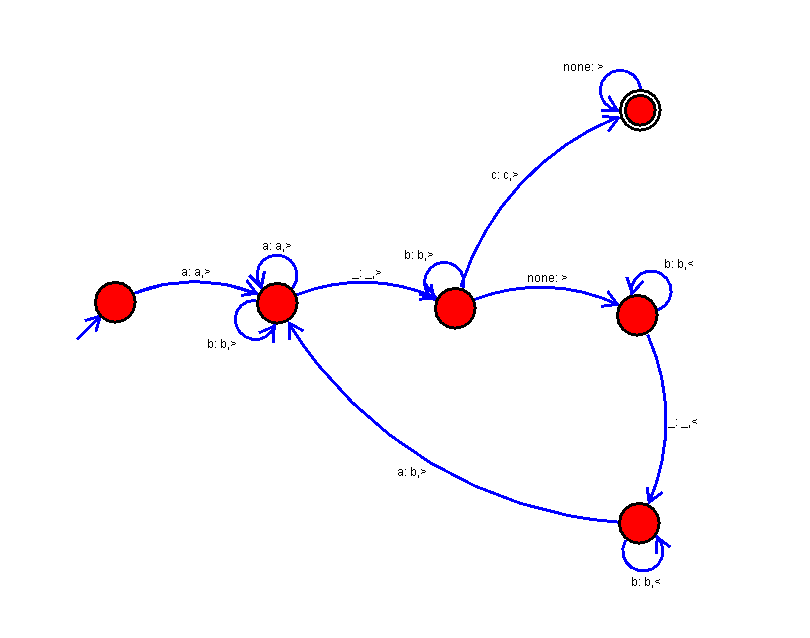 none: >
c: c,>
a: a,>
b: b,>
a: a,>
_: _,>
none: >
b: b,<
b: b,>
_: _,<
a: b,>
b: b,<